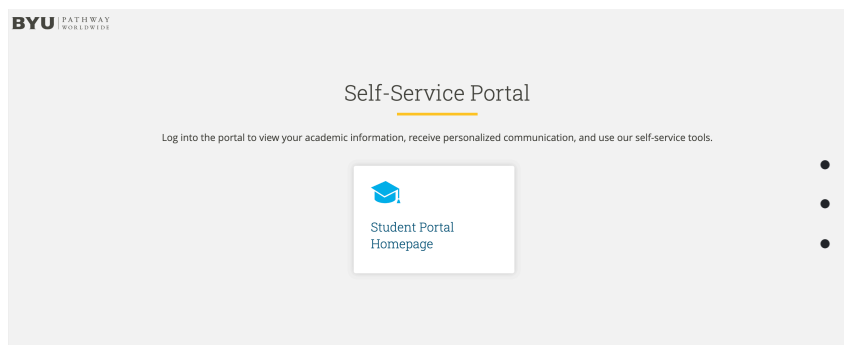 BYU PATHWAY
WORLDWIDE
Self-Service Portal
Log into the portal to view your academic information, receive personalized communication, and use our self-service tools.
Student Portal
Homepage